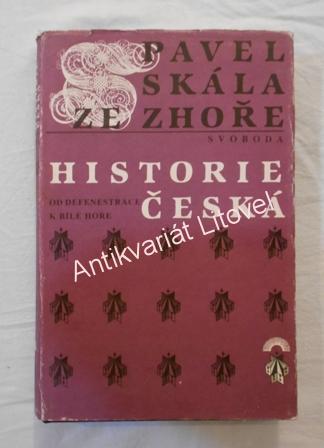 PAVEL
SKÁLA
ZE ZHOŘE
SVOBODA
HISTORIE
OD DEFENESTRACE
K BÍLÉ HOŘE
ČESKÁ
Antikvariát Litovel